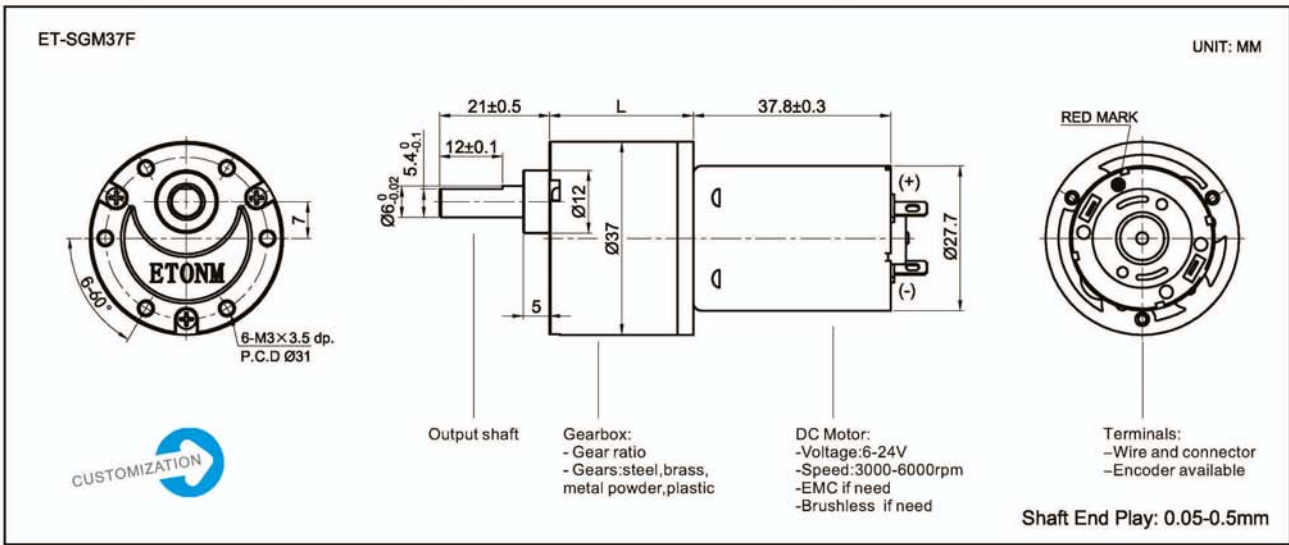 ET-SGM37F
UNIT: MM
21±0.5
L
37.8±0.3
12±0.1
5.4 0 -0.1
Ø6 0 -0.02
Ø12
Ø37
5
(+)
(-)
Ø27.7
RED MARK
7
ETONM
6-60°
6-M3×3.5 dp.
P.C.D Ø31
CUSTOMIZATION
Output shaft
Gearbox:
- Gear ratio
- Gears:steel,brass,
metal powder,plastic
DC Motor:
-Voltage:6-24V
-Speed:3000-6000rpm
-EMC if need
-Brushless if need
Terminals:
–Wire and connector
–Encoder available
Shaft End Play: 0.05-0.5mm